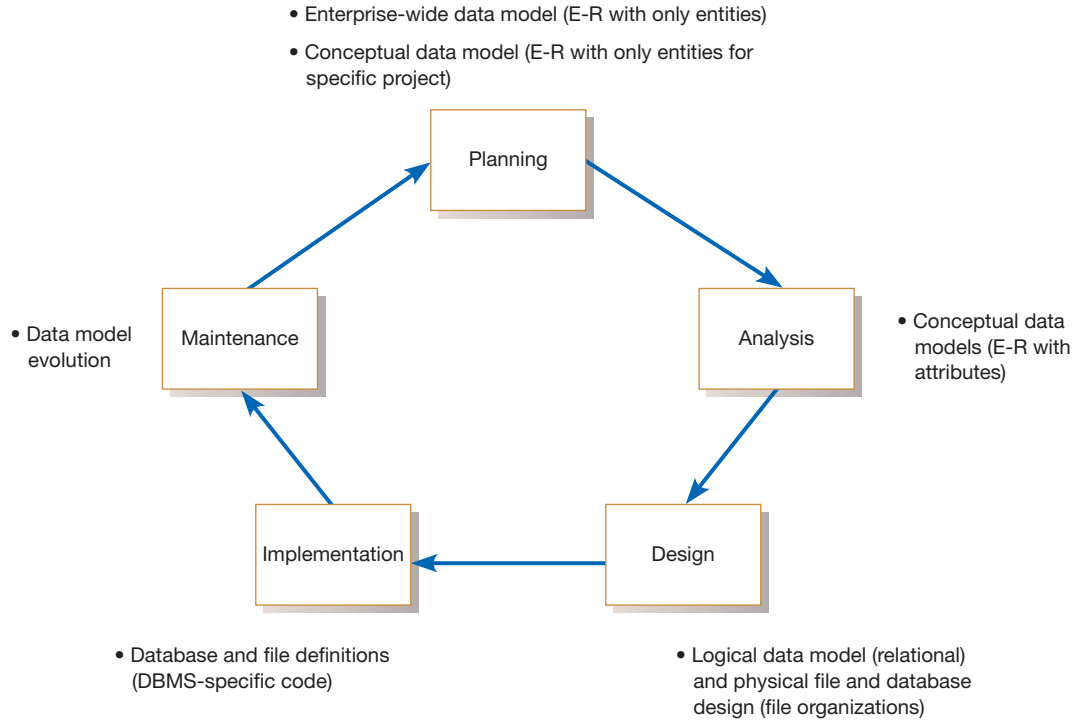 • Enterprise-wide data model (E-R with only entities)
• Conceptual data model (E-R with only entities for
specific project)
Planning
Maintenance
• Data model
evolution
Analysis
• Conceptual data
models (E-R with
attributes)
Implementation
Design
• Database and file definitions
(DBMS-specific code)
• Logical data model (relational)
and physical file and database
design (file organizations)